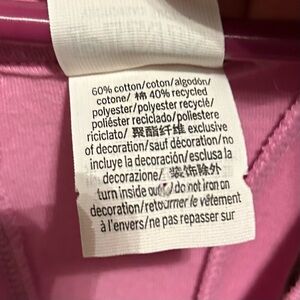 60% cotton/coton/algodón/
cotone/ 棉 40% recycled
polyester/polyester recyclé/
poliéster reciclado/poliestere
riciclato/ 聚酯纤维 exclusive
of decoration/sauf décoration/no
incluye la decoración/esclusa la
decorazione/ 装饰除外
turn inside out/ do not iron on
decoration/retourner le vêtement
à l'envers/ne pas repasser sur